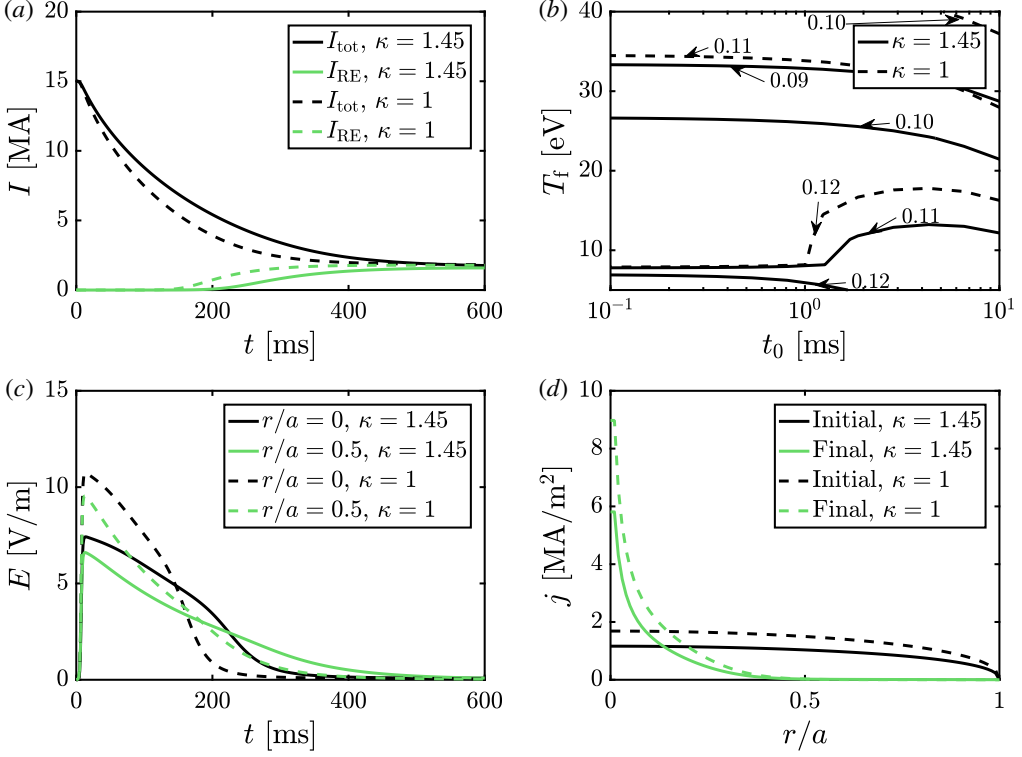 (a)
I_tot, κ = 1.45
I_RE, κ = 1.45
I_tot, κ = 1
I_RE, κ = 1
20
15
10
5
0
I [MA]
0 200 400 600
t [ms]
(b)
0.10
κ = 1.45
κ = 1
0.11
0.09
0.10
0.12
0.11
0.12
40
30
20
10
T_f [eV]
10^−1 10^0 10^1
t_0 [ms]
(c)
r/a = 0, κ = 1.45
r/a = 0.5, κ = 1.45
r/a = 0, κ = 1
r/a = 0.5, κ = 1
15
10
5
0
E [V/m]
0 200 400 600
t [ms]
(d)
Initial, κ = 1.45
Final, κ = 1.45
Initial, κ = 1
Final, κ = 1
10
8
6
4
2
0
j [MA/m²]
0 0.5 1
r/a